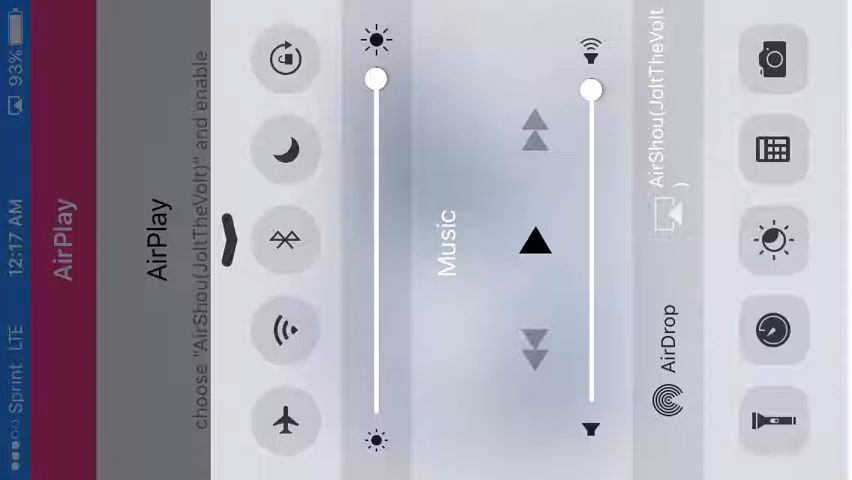 Sprint LTE 12:17 AM 93%
AirPlay
AirPlay
choose "AirShou(JoltTheVolt)" and enable
Music
AirDrop
AirShou(JoltTheVolt
)